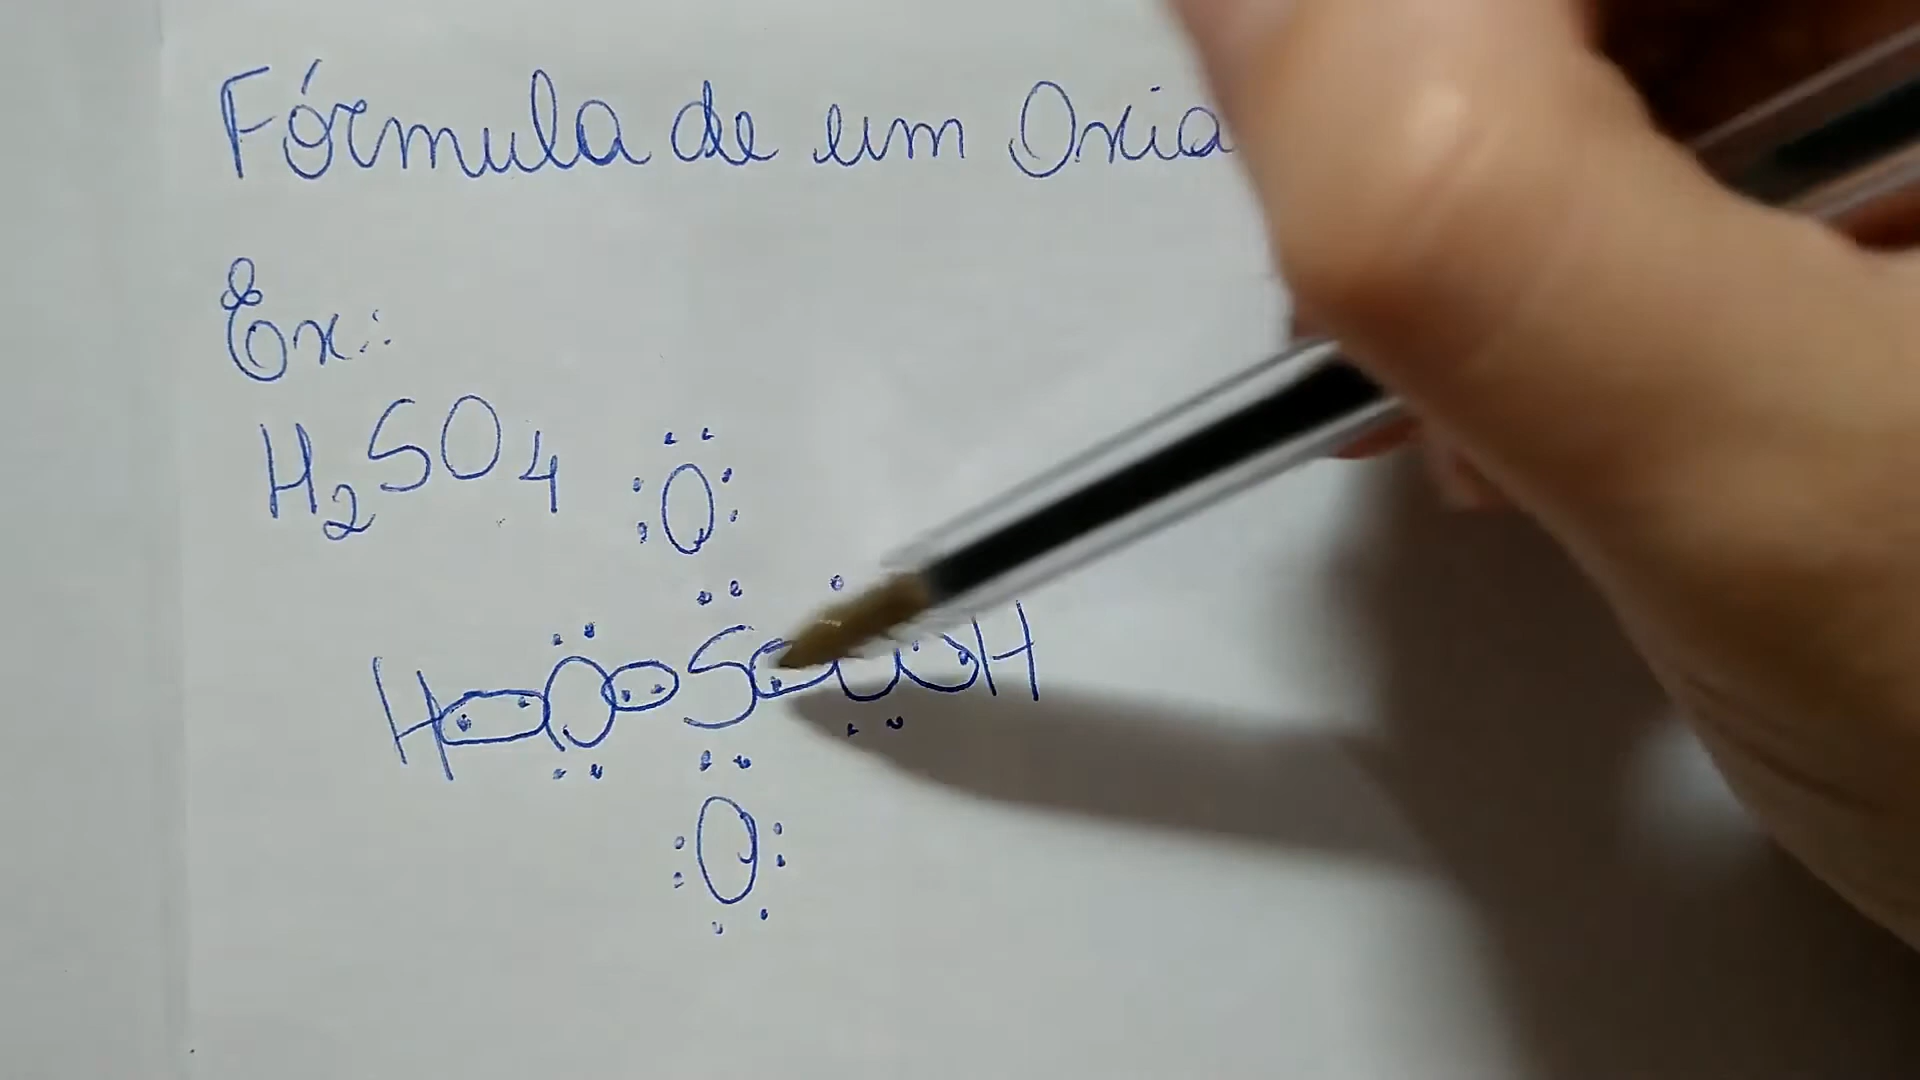 Fórmula de um Oxia
Ex:
H₂SO₄
O
H O S O H
O